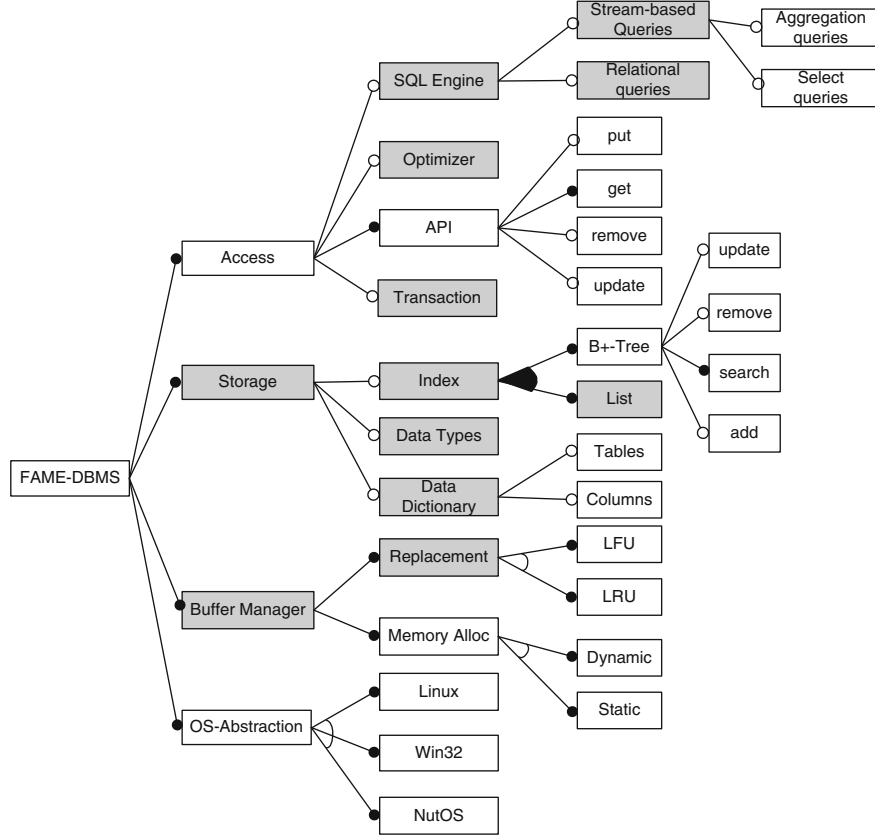 Stream-based
Queries
Aggregation
queries
SQL Engine
Relational
queries
Select
queries
put
Optimizer
get
API
remove
update
Access
update
Transaction
remove
B+-Tree
search
Storage
Index
List
add
Data Types
Tables
FAME-DBMS
Data
Dictionary
Columns
LFU
Replacement
LRU
Buffer Manager
Memory Alloc
Dynamic
Linux
Static
OS-Abstraction
Win32
NutOS